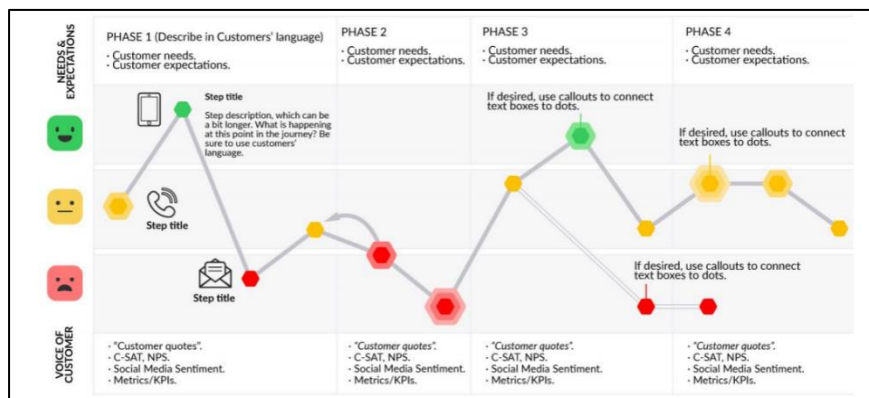 NEEDS &
EXPECTATIONS
PHASE 1 (Describe in Customers' language)
· Customer needs.
· Customer expectations.
PHASE 2
· Customer needs.
· Customer expectations.
PHASE 3
· Customer needs.
· Customer expectations.
PHASE 4
· Customer needs.
· Customer expectations.
Step title
Step description, which can be
a bit longer. What is happening
at this point in the journey? Be
sure to use customers'
language.
If desired, use callouts to connect
text boxes to dots.
If desired, use callouts to connect
text boxes to dots.
Step title
Step title
If desired, use callouts to connect
text boxes to dots.
VOICE OF
CUSTOMER
· "Customer quotes".
· C-SAT, NPS.
· Social Media Sentiment.
· Metrics/KPIs.
· "Customer quotes".
· C-SAT, NPS.
· Social Media Sentiment.
· Metrics/KPIs.
· "Customer quotes".
· C-SAT, NPS.
· Social Media Sentiment.
· Metrics/KPIs.
· "Customer quotes".
· C-SAT, NPS.
· Social Media Sentiment.
· Metrics/KPIs.